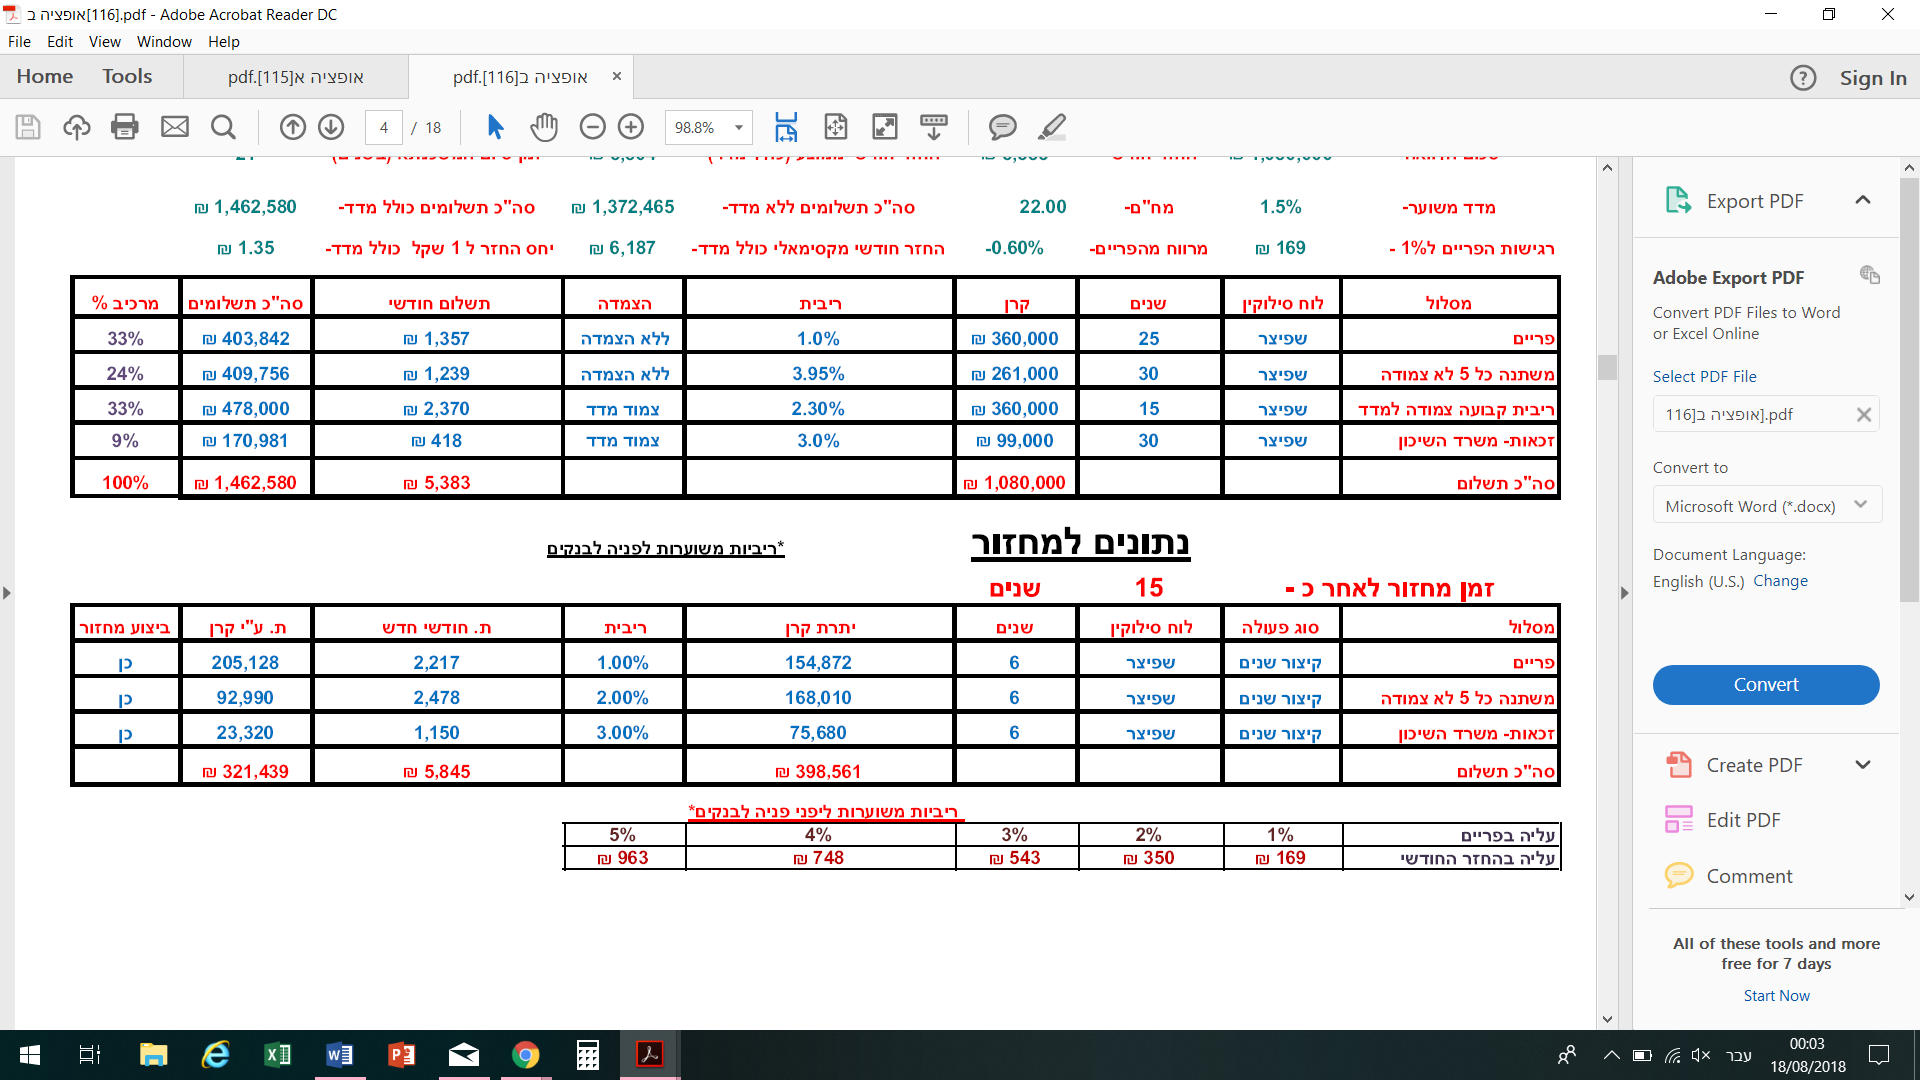 אופציה ב[116].pdf - Adobe Acrobat Reader DC
File Edit View Window Help
Home Tools אופציה א[115].pdf אופציה ב[116].pdf × Sign In
4 / 18 98.8%
מדד משוער- 1.5% מח"ם- 22.00 סה"כ תשלומים ללא מדד- 1,372,465 ₪ סה"כ תשלומים כולל מדד- 1,462,580 ₪
רגישות הפריים ל1% - 169 ₪ מרווח מהפריים- -0.60% החזר חודשי מקסימאלי כולל מדד- 6,187 ₪ יחס החזר ל 1 שקל כולל מדד- 1.35 ₪
מסלול לוח סילוקין שנים קרן ריבית הצמדה תשלום חודשי סה"כ תשלומים מרכיב %
פריים שפיצר 25 360,000 ₪ 1.0% ללא הצמדה 1,357 ₪ 403,842 ₪ 33%
משתנה כל 5 לא צמודה שפיצר 30 261,000 ₪ 3.95% ללא הצמדה 1,239 ₪ 409,756 ₪ 24%
ריבית קבועה צמודה למדד שפיצר 15 360,000 ₪ 2.30% צמוד מדד 2,370 ₪ 478,000 ₪ 33%
זכאות- משרד השיכון שפיצר 30 99,000 ₪ 3.0% צמוד מדד 418 ₪ 170,981 ₪ 9%
סה"כ תשלום 1,080,000 ₪ 5,383 ₪ 1,462,580 ₪ 100%
נתונים למחזור *ריביות משוערות לפניה לבנקים
זמן מחזור לאחר כ - 15 שנים
מסלול סוג פעולה לוח סילוקין שנים יתרת קרן ריבית ת. חודשי חדש ת. ע"י קרן ביצוע מחזור
פריים קיצור שנים שפיצר 6 154,872 1.00% 2,217 205,128 כן
משתנה כל 5 לא צמודה קיצור שנים שפיצר 6 168,010 2.00% 2,478 92,990 כן
זכאות- משרד השיכון קיצור שנים שפיצר 6 75,680 3.00% 1,150 23,320 כן
סה"כ תשלום 398,561 ₪ 5,845 ₪ 321,439 ₪
ריביות משוערות ליפני פניה לבנקים*
עליה בפריים 1% 2% 3% 4% 5%
עליה בהחזר החודשי 169 ₪ 350 ₪ 543 ₪ 748 ₪ 963 ₪
Export PDF
Adobe Export PDF
Convert PDF Files to Word
or Excel Online
Select PDF File
אופציה ב[116].pdf
Convert to
Microsoft Word (*.docx)
Document Language:
English (U.S.) Change
Convert
Create PDF
Edit PDF
Comment
All of these tools and more
free for 7 days
Start Now
עבר 00:03
18/08/2018